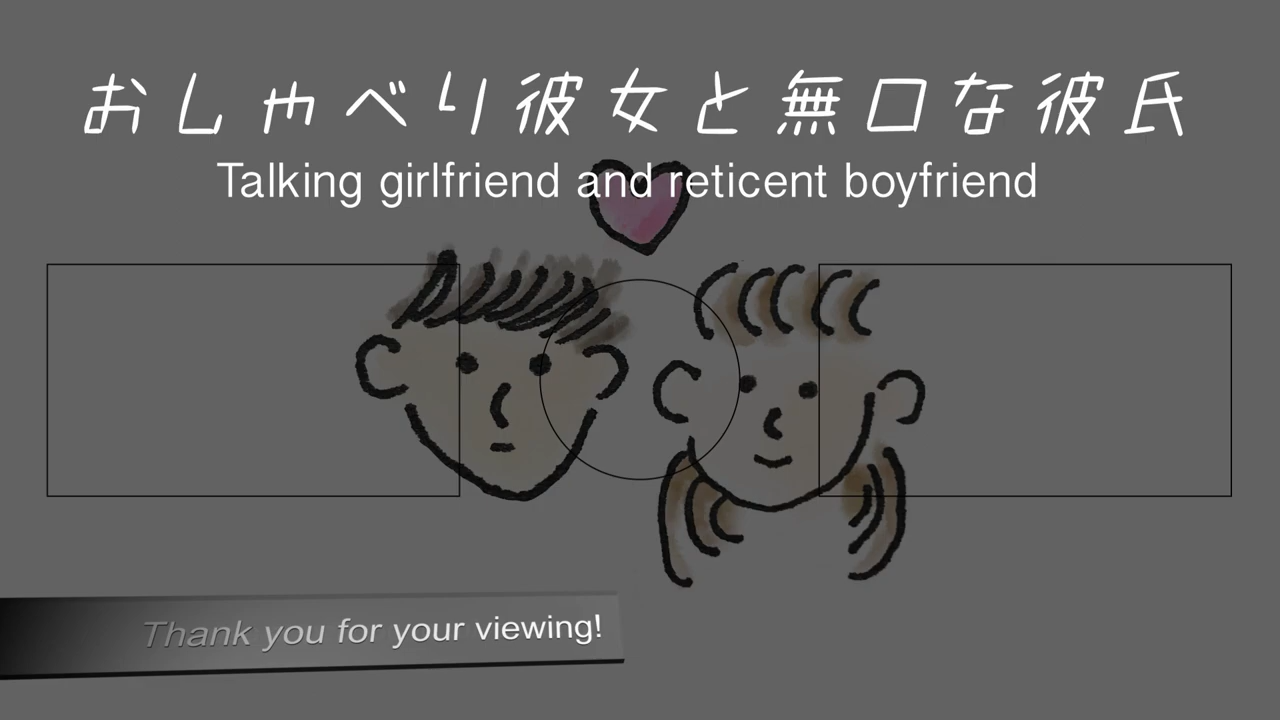 おしゃべり彼女と無口な彼氏
Talking girlfriend and reticent boyfriend
Thank you for your viewing!